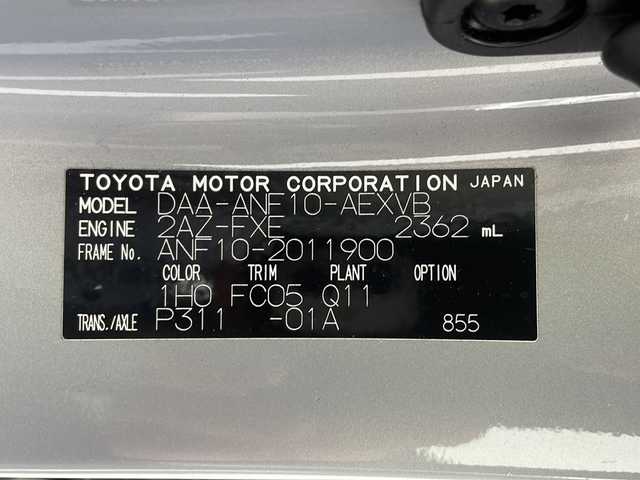 TOYOTA MOTOR CORPORATION JAPAN
MODEL DAA-ANF10-AEXVB
ENGINE 2AZ-FXE 2362 mL
FRAME No. ANF10-2011900
COLOR TRIM PLANT OPTION
1H0 FC05 Q11
TRANS./AXLE P311 -01A 855